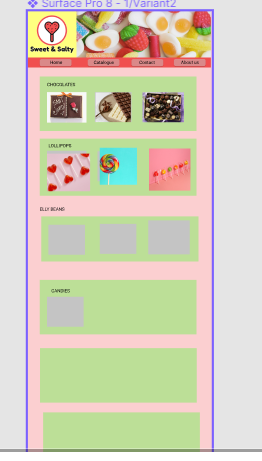 ❖ Surface Pro 8 - 1/Variant2
Sweet & Salty
Home Catalogue Contact About us
CHOCOLATES
LOLLIPOPS
ELLY BEANS
CANDIES